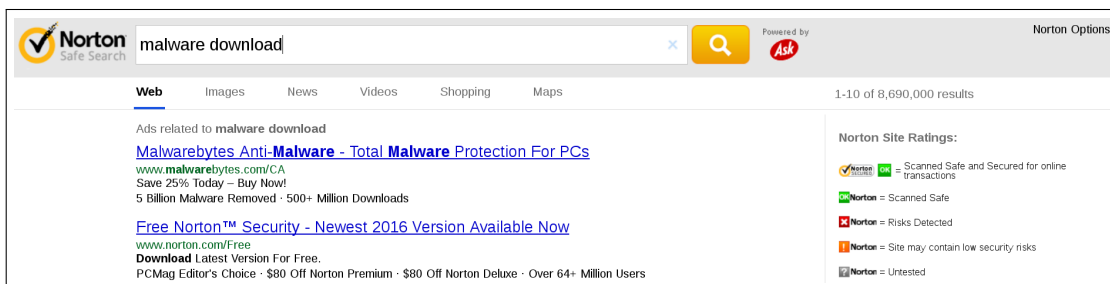 Norton
Safe Search
malware download
×
Powered by
Ask
Norton Options
Web Images News Videos Shopping Maps
1-10 of 8,690,000 results
Ads related to malware download
Malwarebytes Anti-Malware - Total Malware Protection For PCs
www.malwarebytes.com/CA
Save 25% Today – Buy Now!
5 Billion Malware Removed · 500+ Million Downloads
Free Norton™ Security - Newest 2016 Version Available Now
www.norton.com/Free
Download Latest Version For Free.
PCMag Editor's Choice · $80 Off Norton Premium · $80 Off Norton Deluxe · Over 64+ Million Users
Norton Site Ratings:
Norton SECURED OK = Scanned Safe and Secured for online
transactions
OK Norton = Scanned Safe
X Norton = Risks Detected
! Norton = Site may contain low security risks
? Norton = Untested